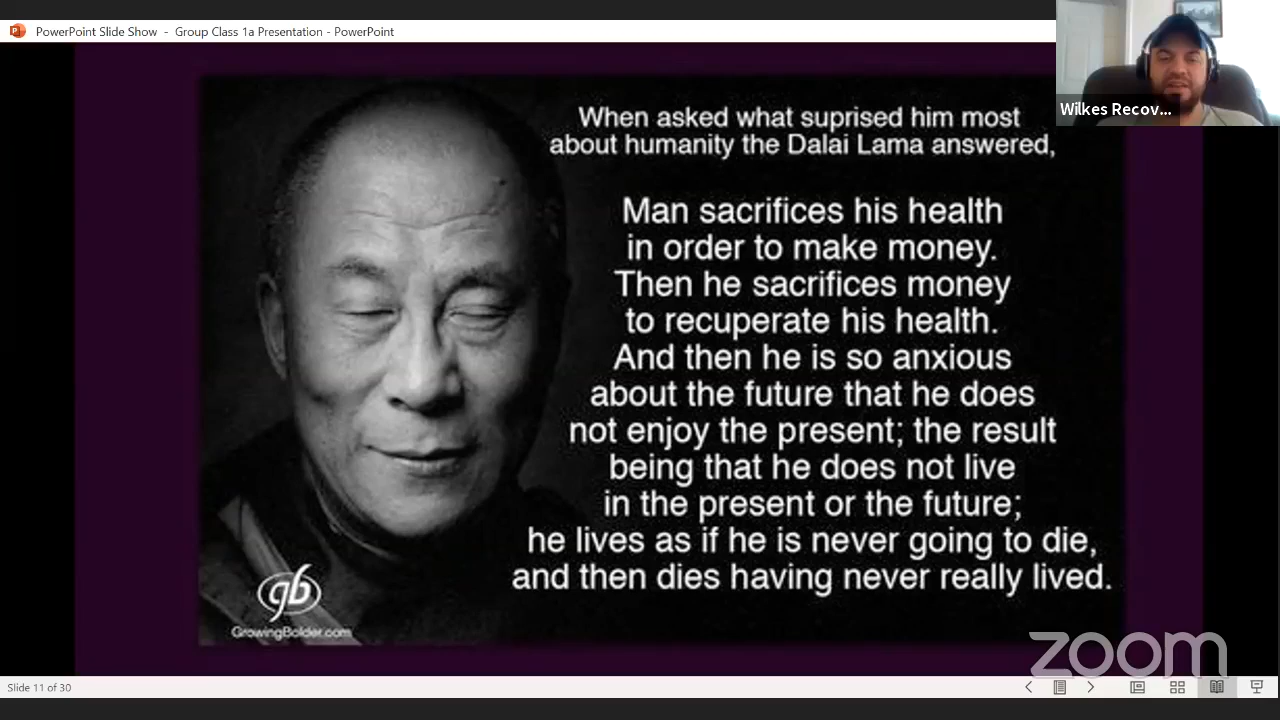 PowerPoint Slide Show - Group Class 1a Presentation - PowerPoint
Wilkes Recov...
When asked what suprised him most
about humanity the Dalai Lama answered,
Man sacrifices his health
in order to make money.
Then he sacrifices money
to recuperate his health.
And then he is so anxious
about the future that he does
not enjoy the present; the result
being that he does not live
in the present or the future;
he lives as if he is never going to die,
and then dies having never really lived.
gb
GrowingBolder.com
zoom
Slide 11 of 30